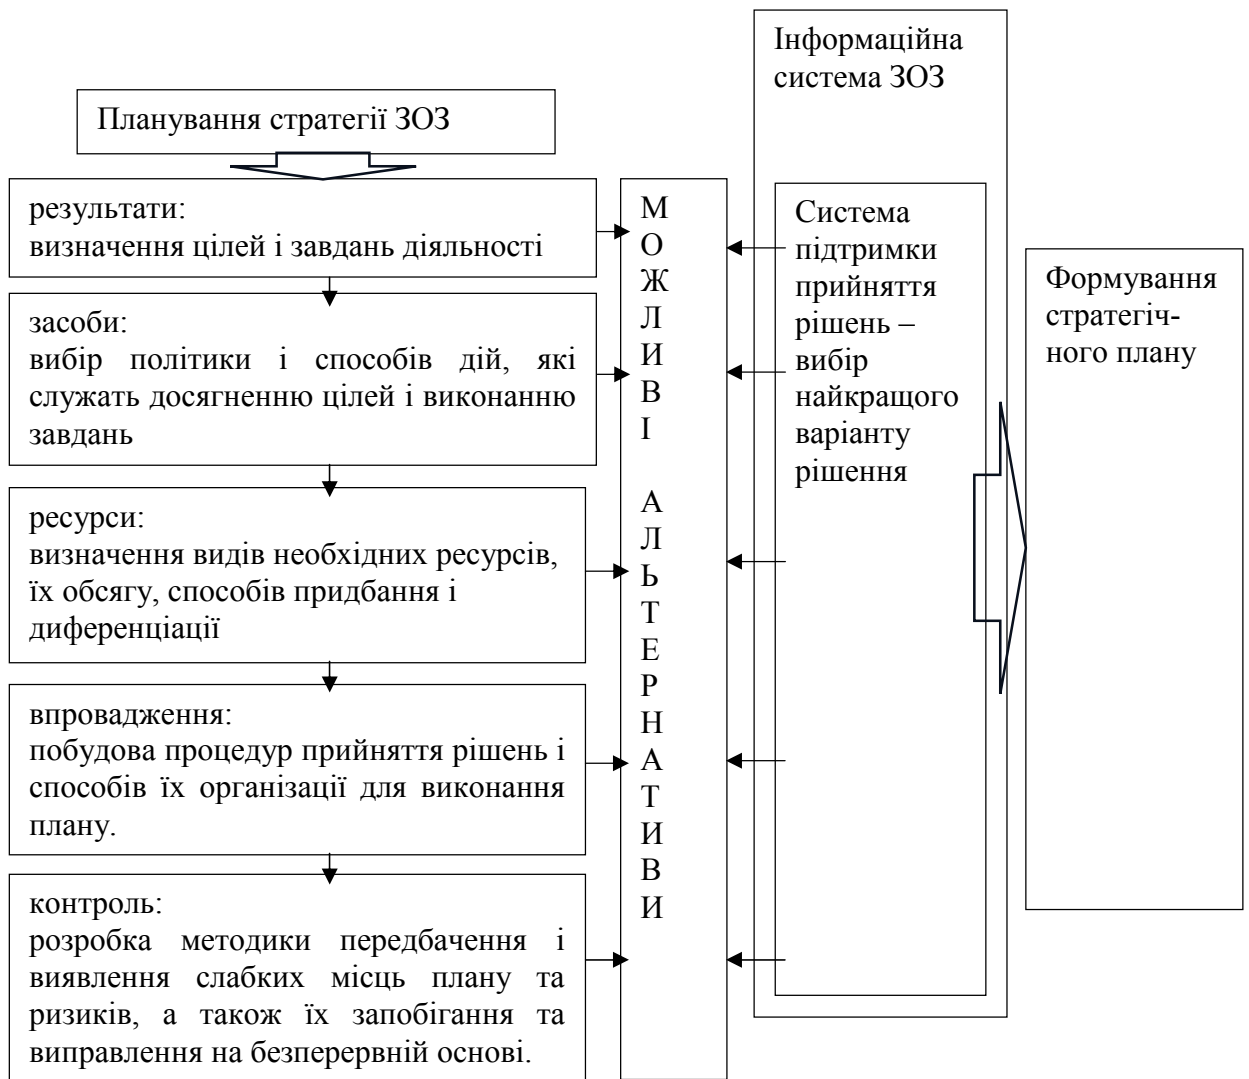 Планування стратегії ЗОЗ
результати:
визначення цілей і завдань діяльності
засоби:
вибір політики і способів дій, які
служать досягненню цілей і виконанню
завдань
ресурси:
визначення видів необхідних ресурсів,
їх обсягу, способів придбання і
диференціації
впровадження:
побудова процедур прийняття рішень і
способів їх організації для виконання
плану.
контроль:
розробка методики передбачення і
виявлення слабких місць плану та
ризиків, а також їх запобігання та
виправлення на безперервній основі.
М
О
Ж
Л
И
В
І
А
Л
Ь
Т
Е
Р
Н
А
Т
И
В
И
Інформаційна
система ЗОЗ
Система
підтримки
прийняття
рішень –
вибір
найкращого
варіанту
рішення
Формування
стратегіч-
ного плану